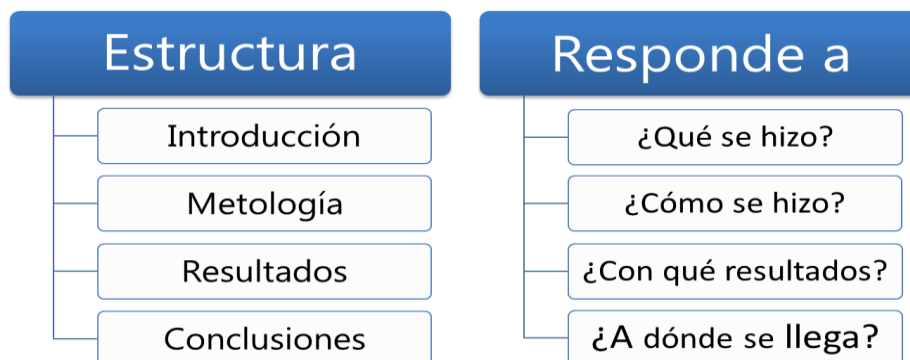 Estructura
Introducción
Metología
Resultados
Conclusiones
Responde a
¿Qué se hizo?
¿Cómo se hizo?
¿Con qué resultados?
¿A dónde se llega?